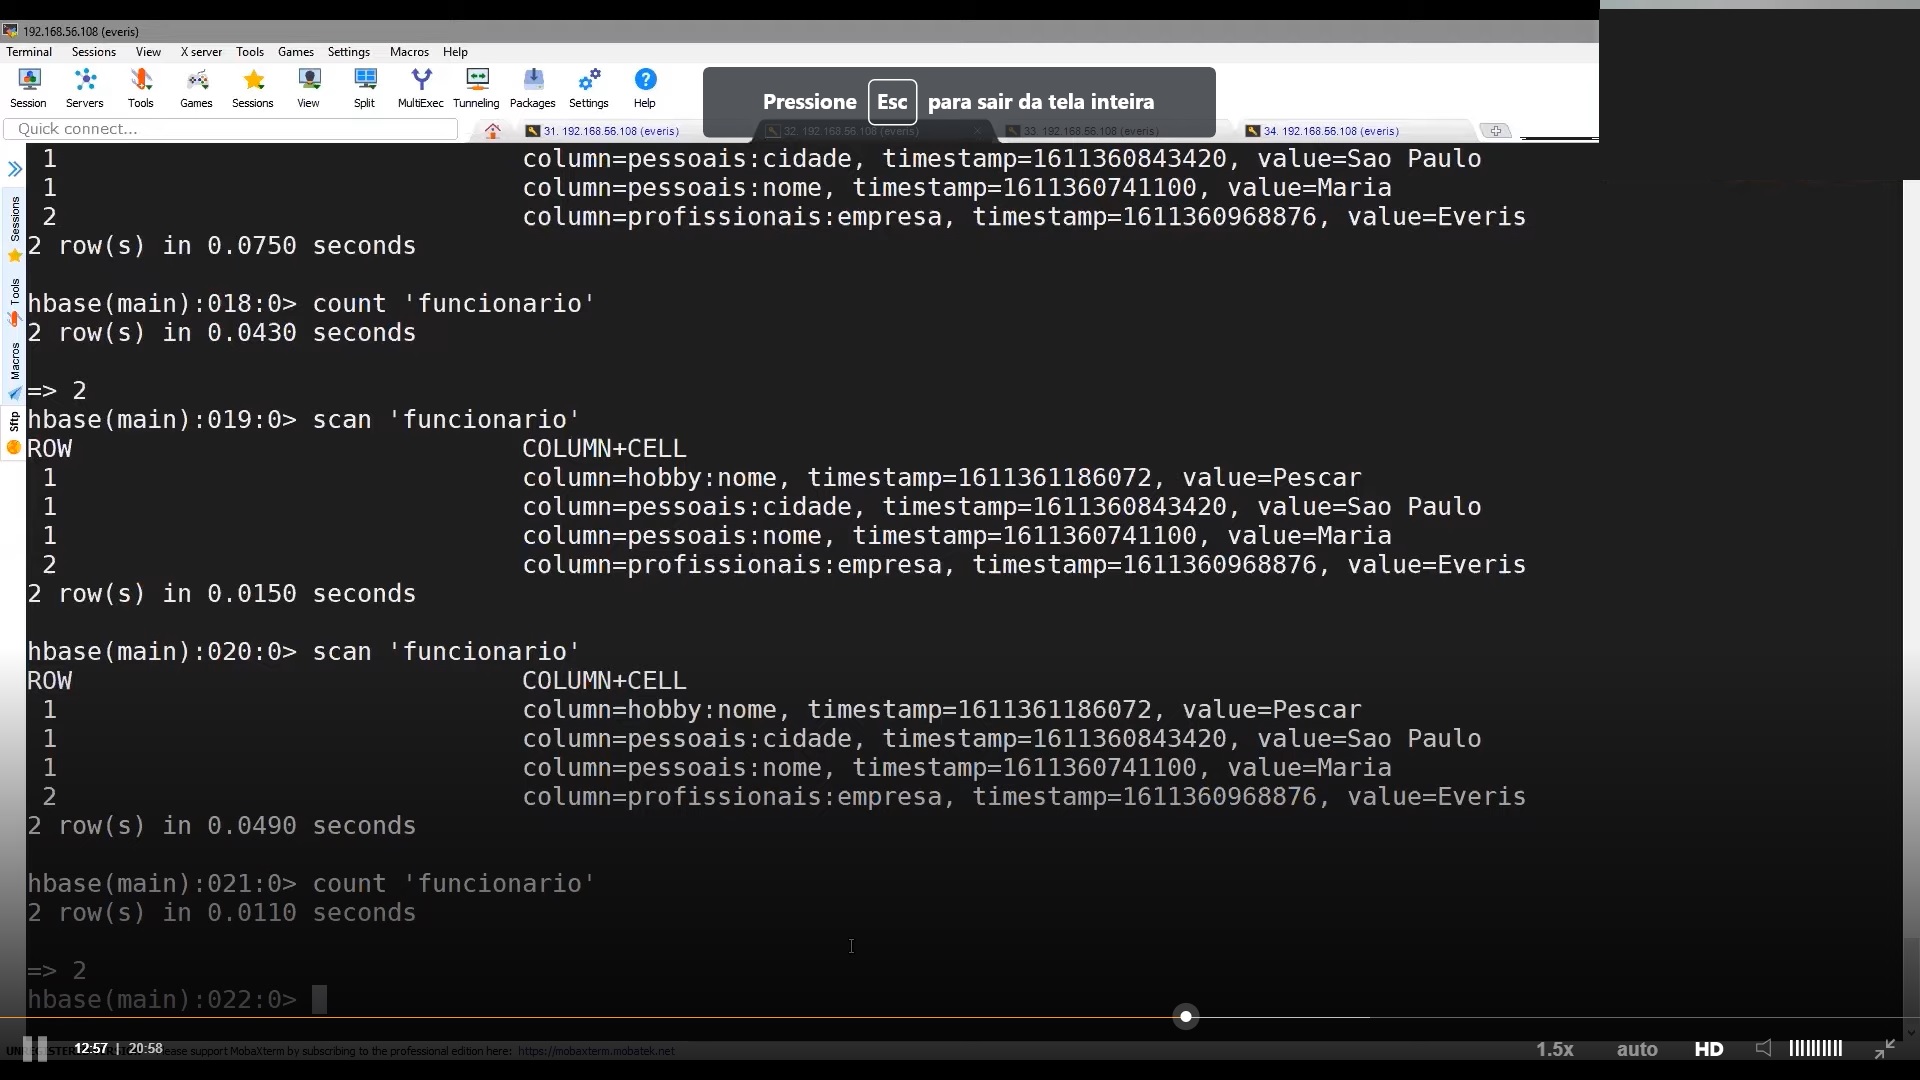 192.168.56.108 (everis)
Terminal Sessions View X server Tools Games Settings Macros Help
Session Servers Tools Games Sessions View Split MultiExec Tunneling Packages Settings Help
Pressione Esc para sair da tela inteira
Quick connect...
31. 192.168.56.108 (everis)
32. 192.168.56.108 (everis)
33. 192.168.56.108 (everis)
34. 192.168.56.108 (everis)
Sessions
Tools
Macros
Sftp
1 column=pessoais:cidade, timestamp=1611360843420, value=Sao Paulo
1 column=pessoais:nome, timestamp=1611360741100, value=Maria
2 column=profissionais:empresa, timestamp=1611360968876, value=Everis
2 row(s) in 0.0750 seconds
hbase(main):018:0> count 'funcionario'
2 row(s) in 0.0430 seconds
=> 2
hbase(main):019:0> scan 'funcionario'
ROW COLUMN+CELL
1 column=hobby:nome, timestamp=1611361186072, value=Pescar
1 column=pessoais:cidade, timestamp=1611360843420, value=Sao Paulo
1 column=pessoais:nome, timestamp=1611360741100, value=Maria
2 column=profissionais:empresa, timestamp=1611360968876, value=Everis
2 row(s) in 0.0150 seconds
hbase(main):020:0> scan 'funcionario'
ROW COLUMN+CELL
1 column=hobby:nome, timestamp=1611361186072, value=Pescar
1 column=pessoais:cidade, timestamp=1611360843420, value=Sao Paulo
1 column=pessoais:nome, timestamp=1611360741100, value=Maria
2 column=profissionais:empresa, timestamp=1611360968876, value=Everis
2 row(s) in 0.0490 seconds
hbase(main):021:0> count 'funcionario'
2 row(s) in 0.0110 seconds
=> 2
hbase(main):022:0>
12:57 | 20:58
support MobaXterm by subscribing to the professional edition here: https://mobaxterm.mobatek.net
1.5x auto HD